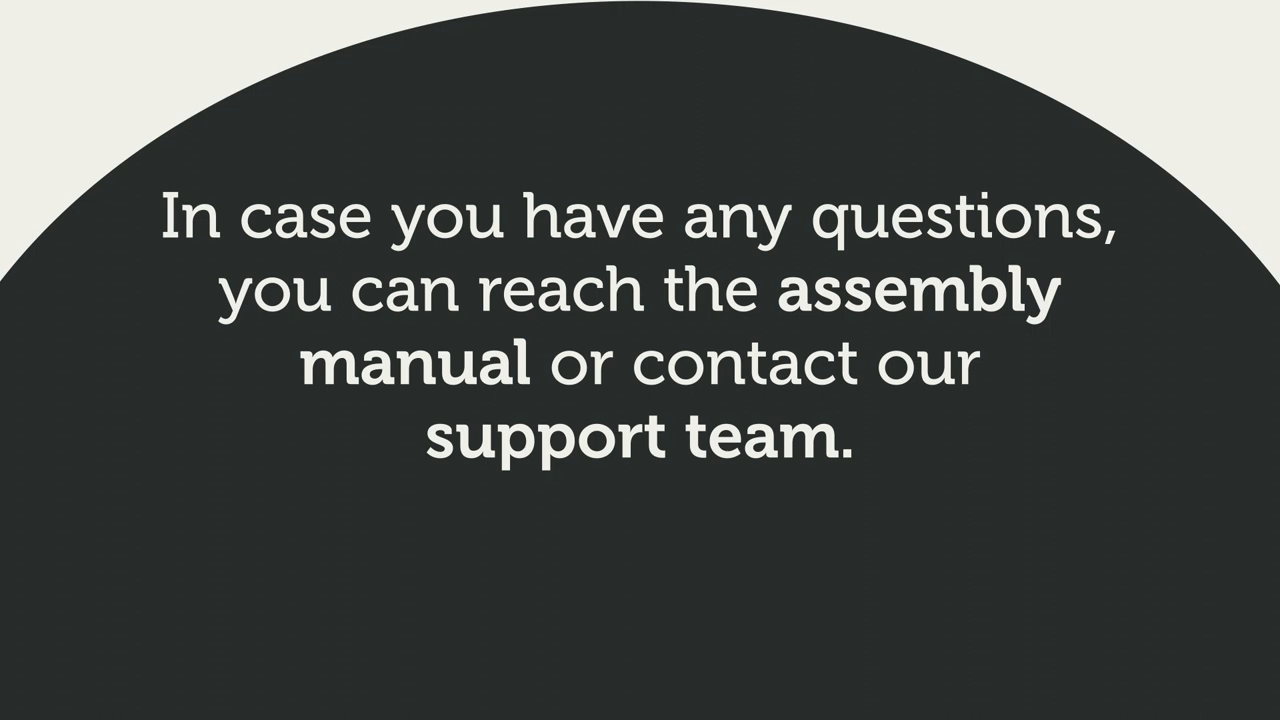 In case you have any questions,
you can reach the assembly
manual or contact our
support team.